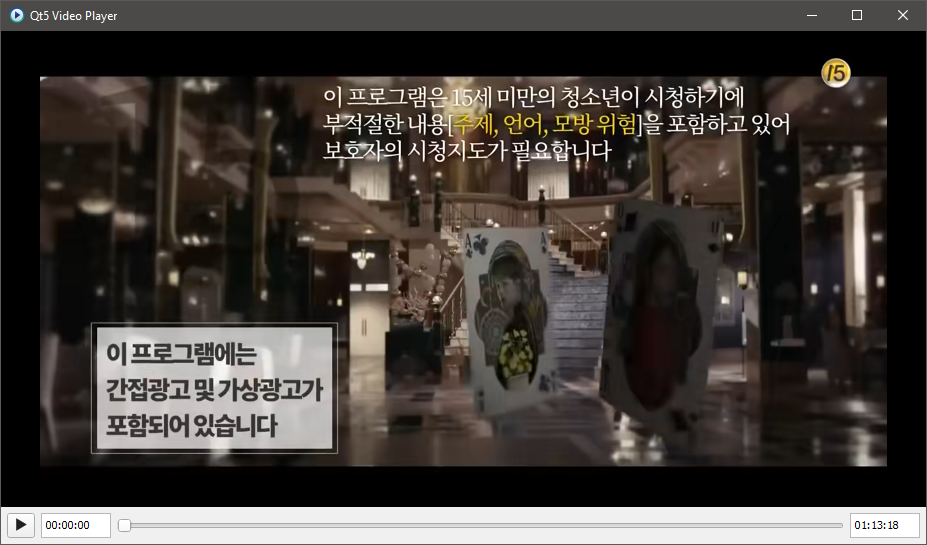 Qt5 Video Player
15
이 프로그램은 15세 미만의 청소년이 시청하기에
부적절한 내용[주제, 언어, 모방 위험]을 포함하고 있어
보호자의 시청지도가 필요합니다
A
A
이 프로그램에는
간접광고 및 가상광고가
포함되어 있습니다
00:00:00
01:13:18